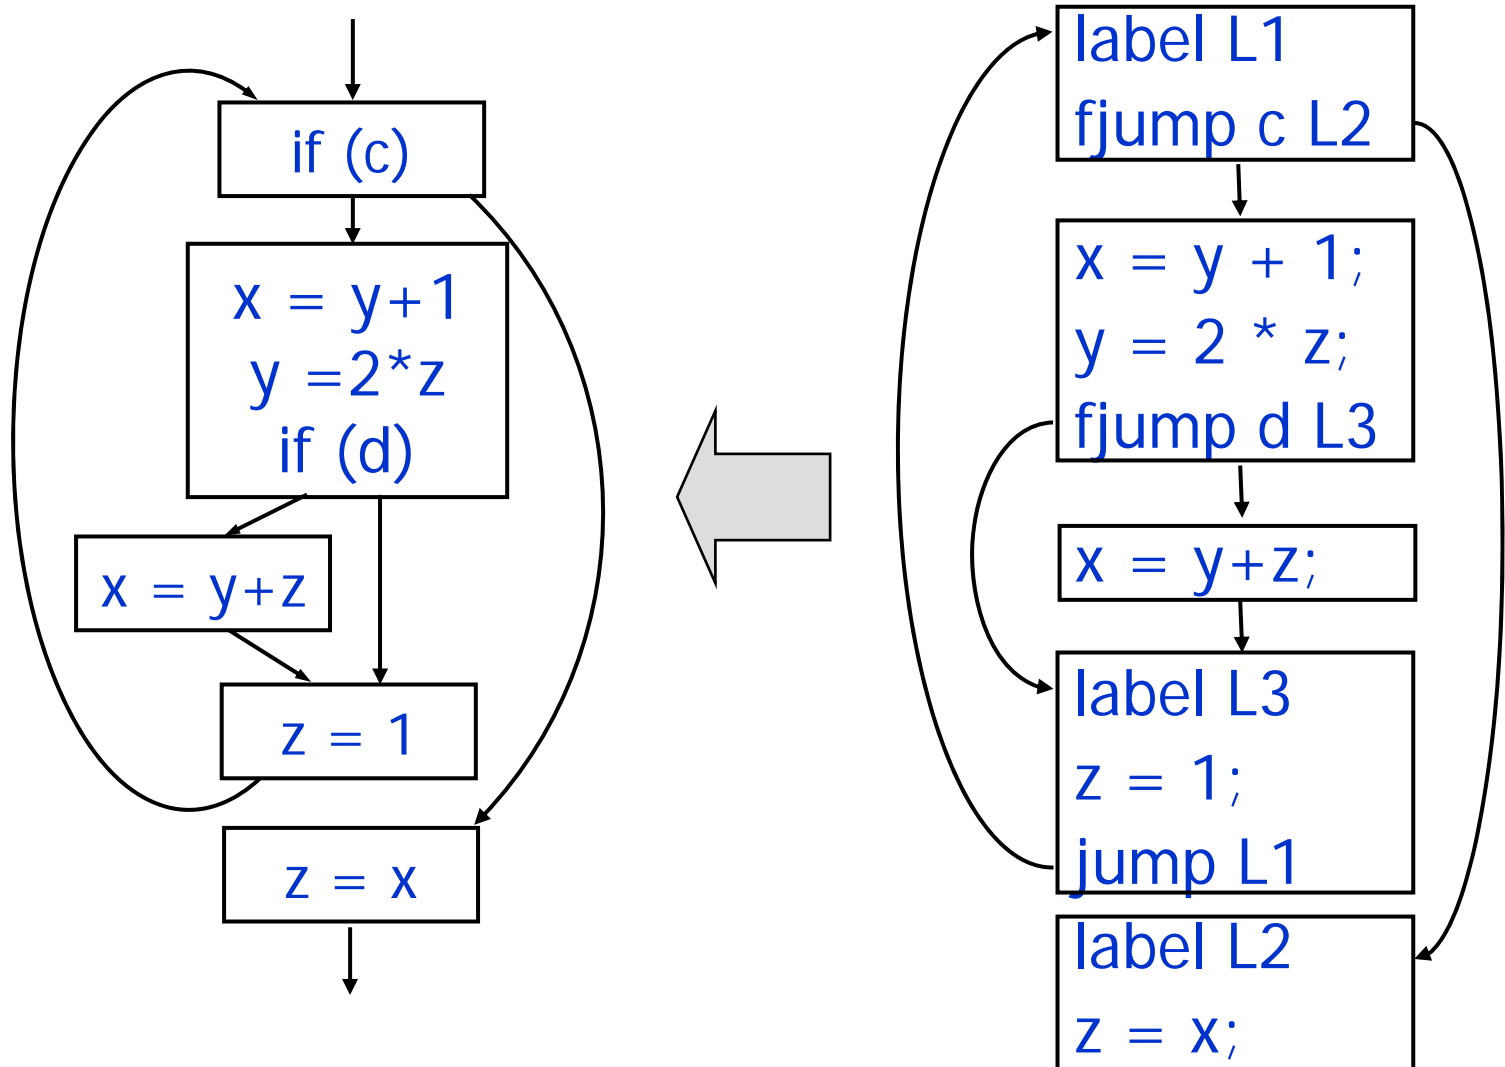 if (c)
x = y+1
y =2*z
if (d)
x = y+z
z = 1
z = x
label L1
fjump c L2
x = y + 1;
y = 2 * z;
fjump d L3
x = y+z;
label L3
z = 1;
jump L1
label L2
z = x;